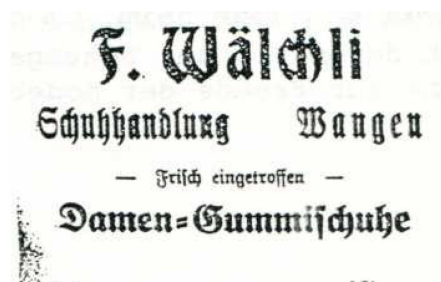 F. Wälchli
Schuhhandlung Wangen
— Frisch eingetroffen —
Damen=Gummischuhe